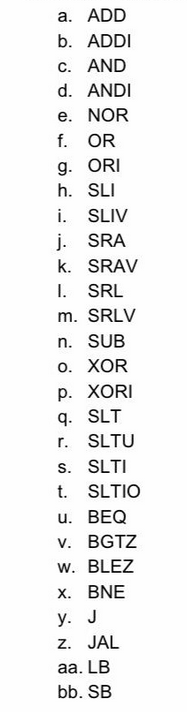 a. ADD
b. ADDI
c. AND
d. ANDI
e. NOR
f. OR
g. ORI
h. SLI
i. SLIV
j. SRA
k. SRAV
l. SRL
m. SRLV
n. SUB
o. XOR
p. XORI
q. SLT
r. SLTU
s. SLTI
t. SLTIO
u. BEQ
v. BGTZ
w. BLEZ
x. BNE
y. J
z. JAL
aa. LB
bb. SB